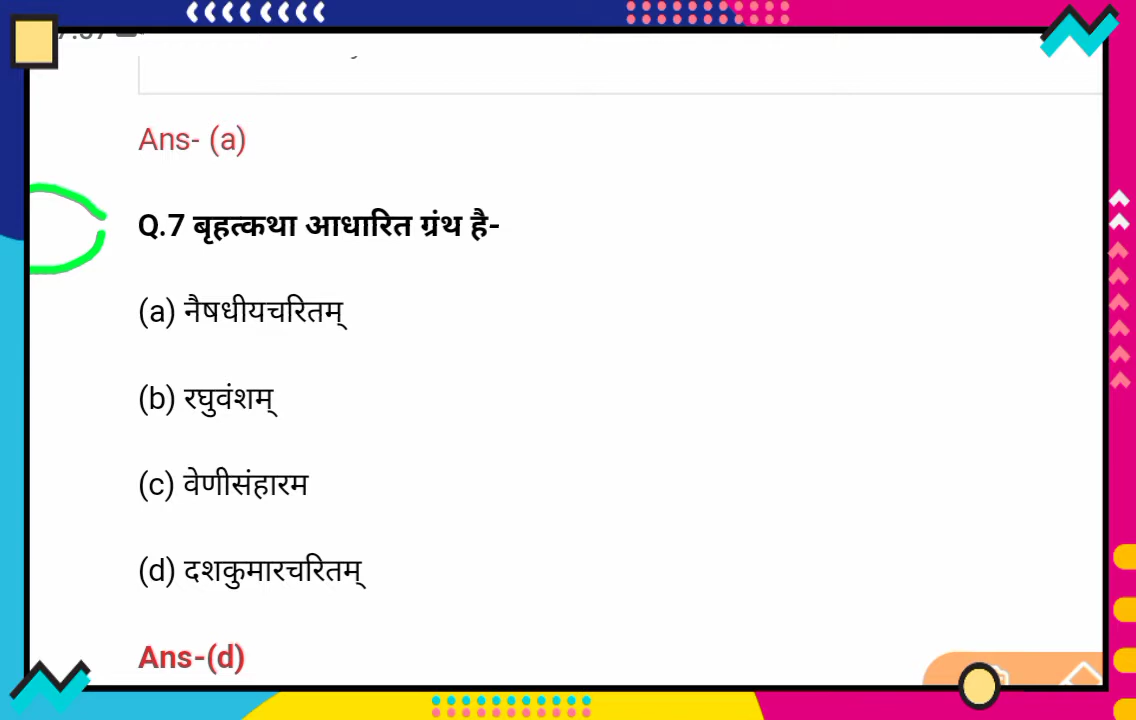 Ans- (a)
Q.7 बृहत्कथा आधारित ग्रंथ है-
(a) नैषधीयचरितम्
(b) रघुवंशम्
(c) वेणीसंहारम
(d) दशकुमारचरितम्
Ans-(d)